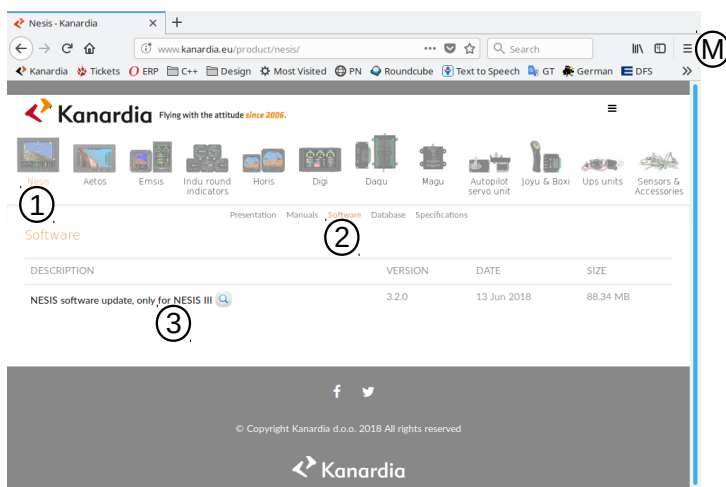 Nesis - Kanardia
www.kanardia.eu/product/nesis/
Search
M
Kanardia Tickets ERP C++ Design Most Visited PN Roundcube Text to Speech GT German DFS
Kanardia Flying with the attitude since 2006.
Nesis Aetos Emsis Indu round indicators Horis Digi Daqu Magu Autopilot servo unit Joyu & Boxi Ups units Sensors & Accessories
1
Presentation Manuals Software Database Specifications
2
Software
DESCRIPTION VERSION DATE SIZE
NESIS software update, only for NESIS III 3.2.0 13 Jun 2018 88.34 MB
3
© Copyright Kanardia d.o.o. 2018 All rights reserved
Kanardia